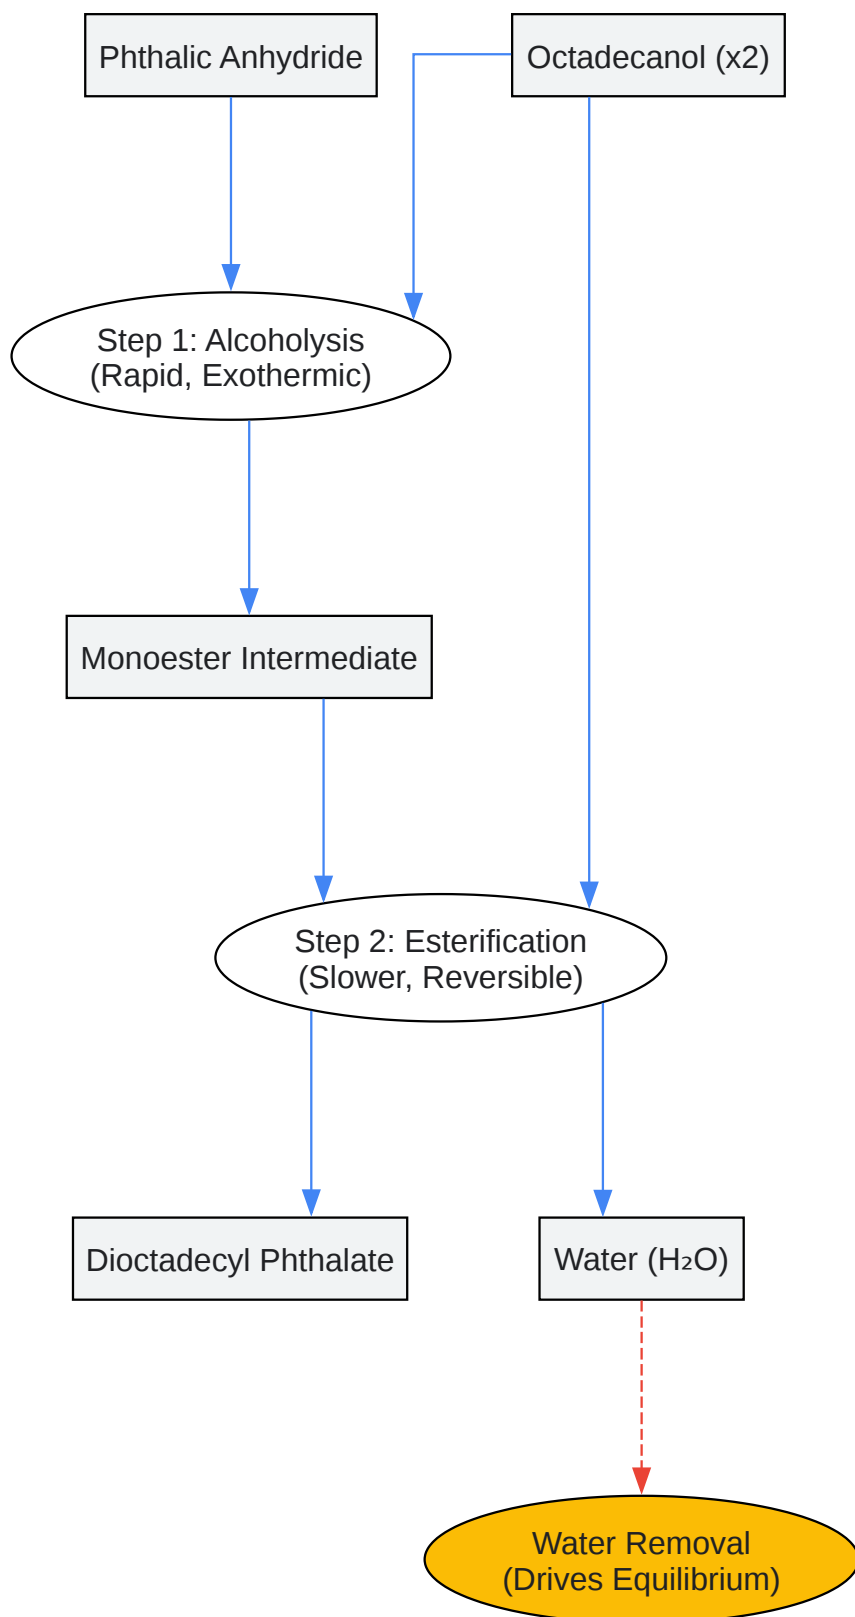 Phthalic Anhydride
Octadecanol (x2)
Step 1: Alcoholysis
(Rapid, Exothermic)
Monoester Intermediate
Step 2: Esterification
(Slower, Reversible)
Dioctadecyl Phthalate
Water (H₂O)
Water Removal
(Drives Equilibrium)